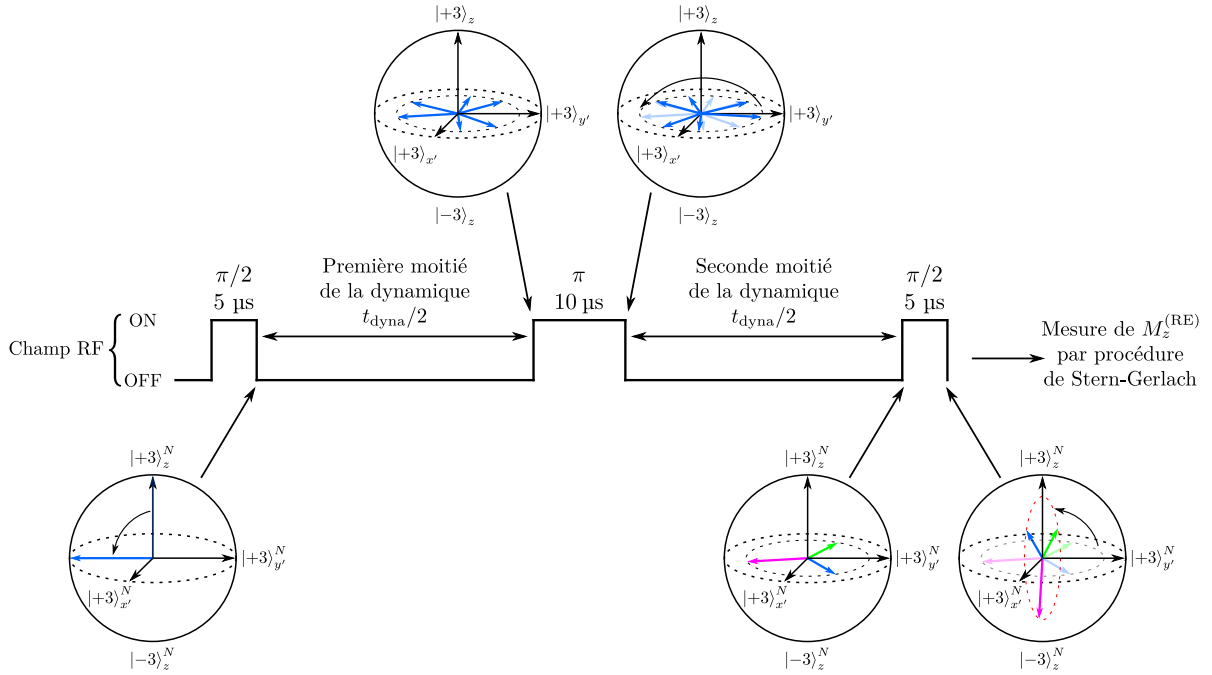 |+3⟩_z
|+3⟩_z
|+3⟩_{y′}
|+3⟩_{y′}
|+3⟩_{x′}
|+3⟩_{x′}
|−3⟩_z
|−3⟩_z
π/2
5 µs
Première moitié
de la dynamique
t_dyna/2
π
10 µs
Seconde moitié
de la dynamique
t_dyna/2
π/2
5 µs
Champ RF
ON
OFF
Mesure de M_z^{(RE)}
par procédure
de Stern-Gerlach
|+3⟩_z^N
|+3⟩_{y′}^N
|+3⟩_{x′}^N
|−3⟩_z^N
|+3⟩_z^N
|+3⟩_{y′}^N
|+3⟩_{x′}^N
|−3⟩_z^N
|+3⟩_z^N
|+3⟩_{y′}^N
|+3⟩_{x′}^N
|−3⟩_z^N